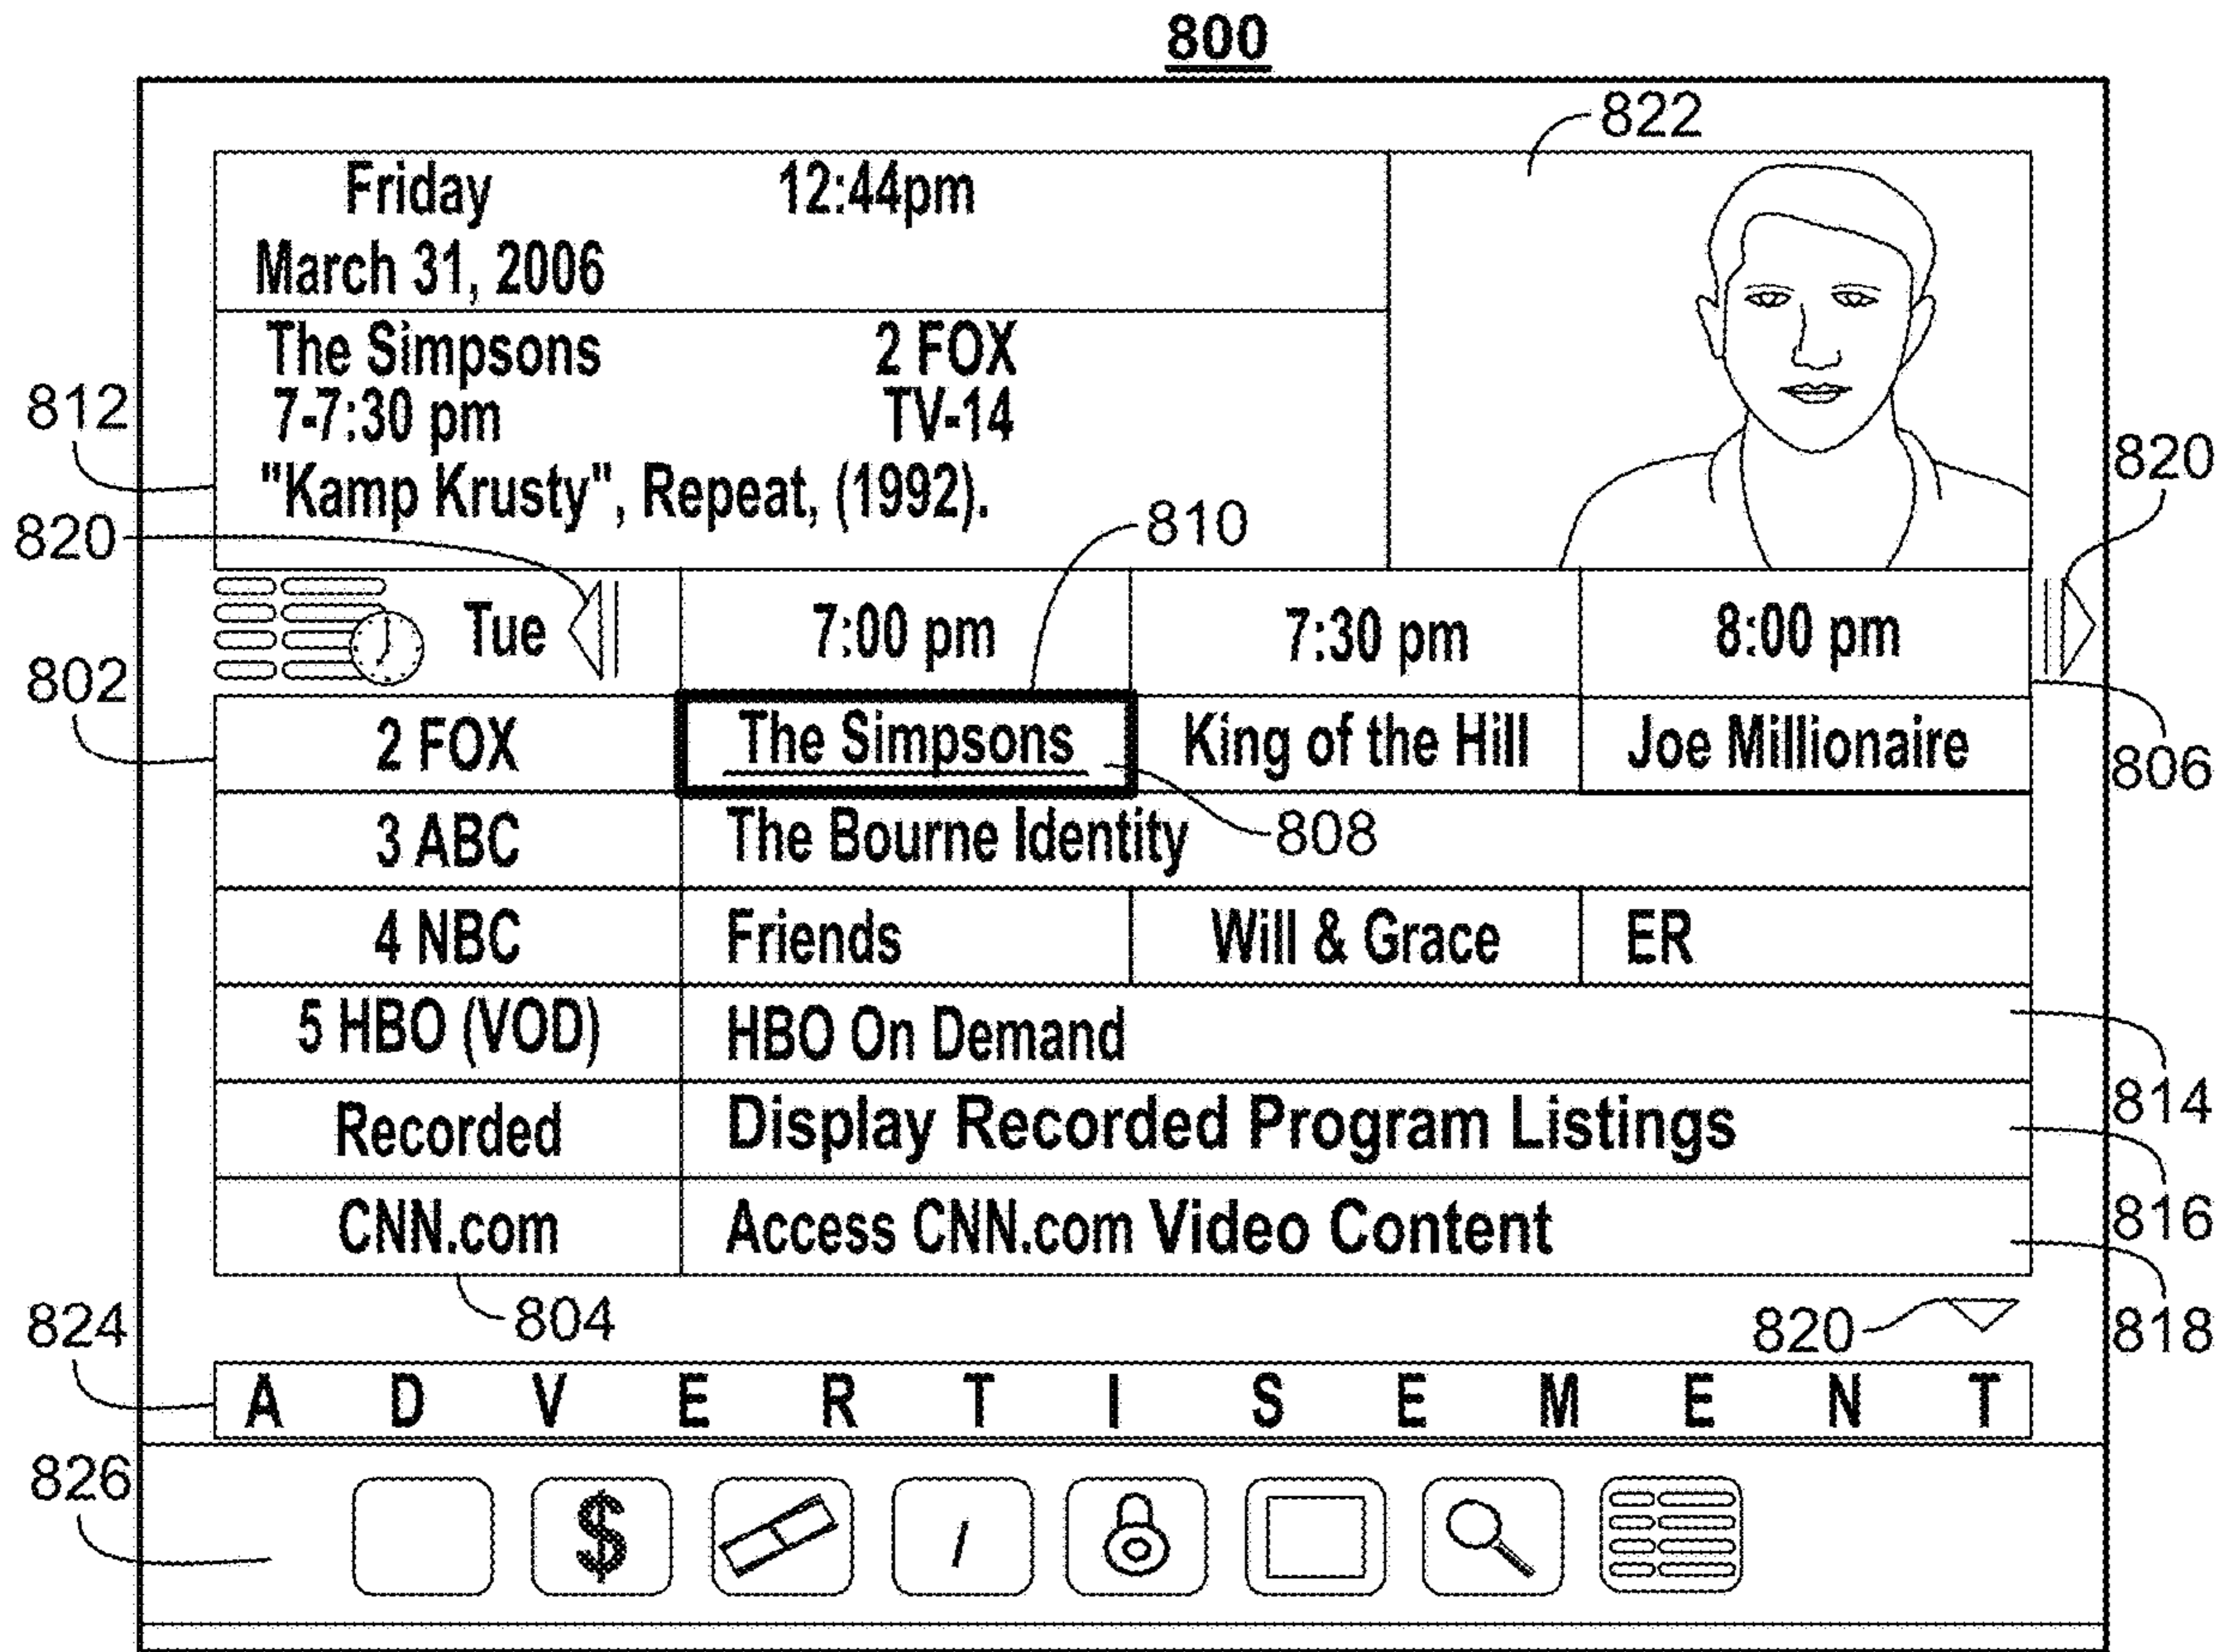 800
822
Friday 12:44pm
March 31, 2006
The Simpsons 2 FOX
812
7-7:30 pm TV-14
820
"Kamp Krusty", Repeat, (1992).
820
810
Tue 7:00 pm 7:30 pm 8:00 pm
802
2 FOX The Simpsons King of the Hill Joe Millionaire
806
3 ABC The Bourne Identity 808
4 NBC Friends Will & Grace ER
5 HBO (VOD) HBO On Demand
814
Recorded Display Recorded Program Listings
816
CNN.com Access CNN.com Video Content
824
804
820
818
A D V E R T I S E M E N T
826
$ I